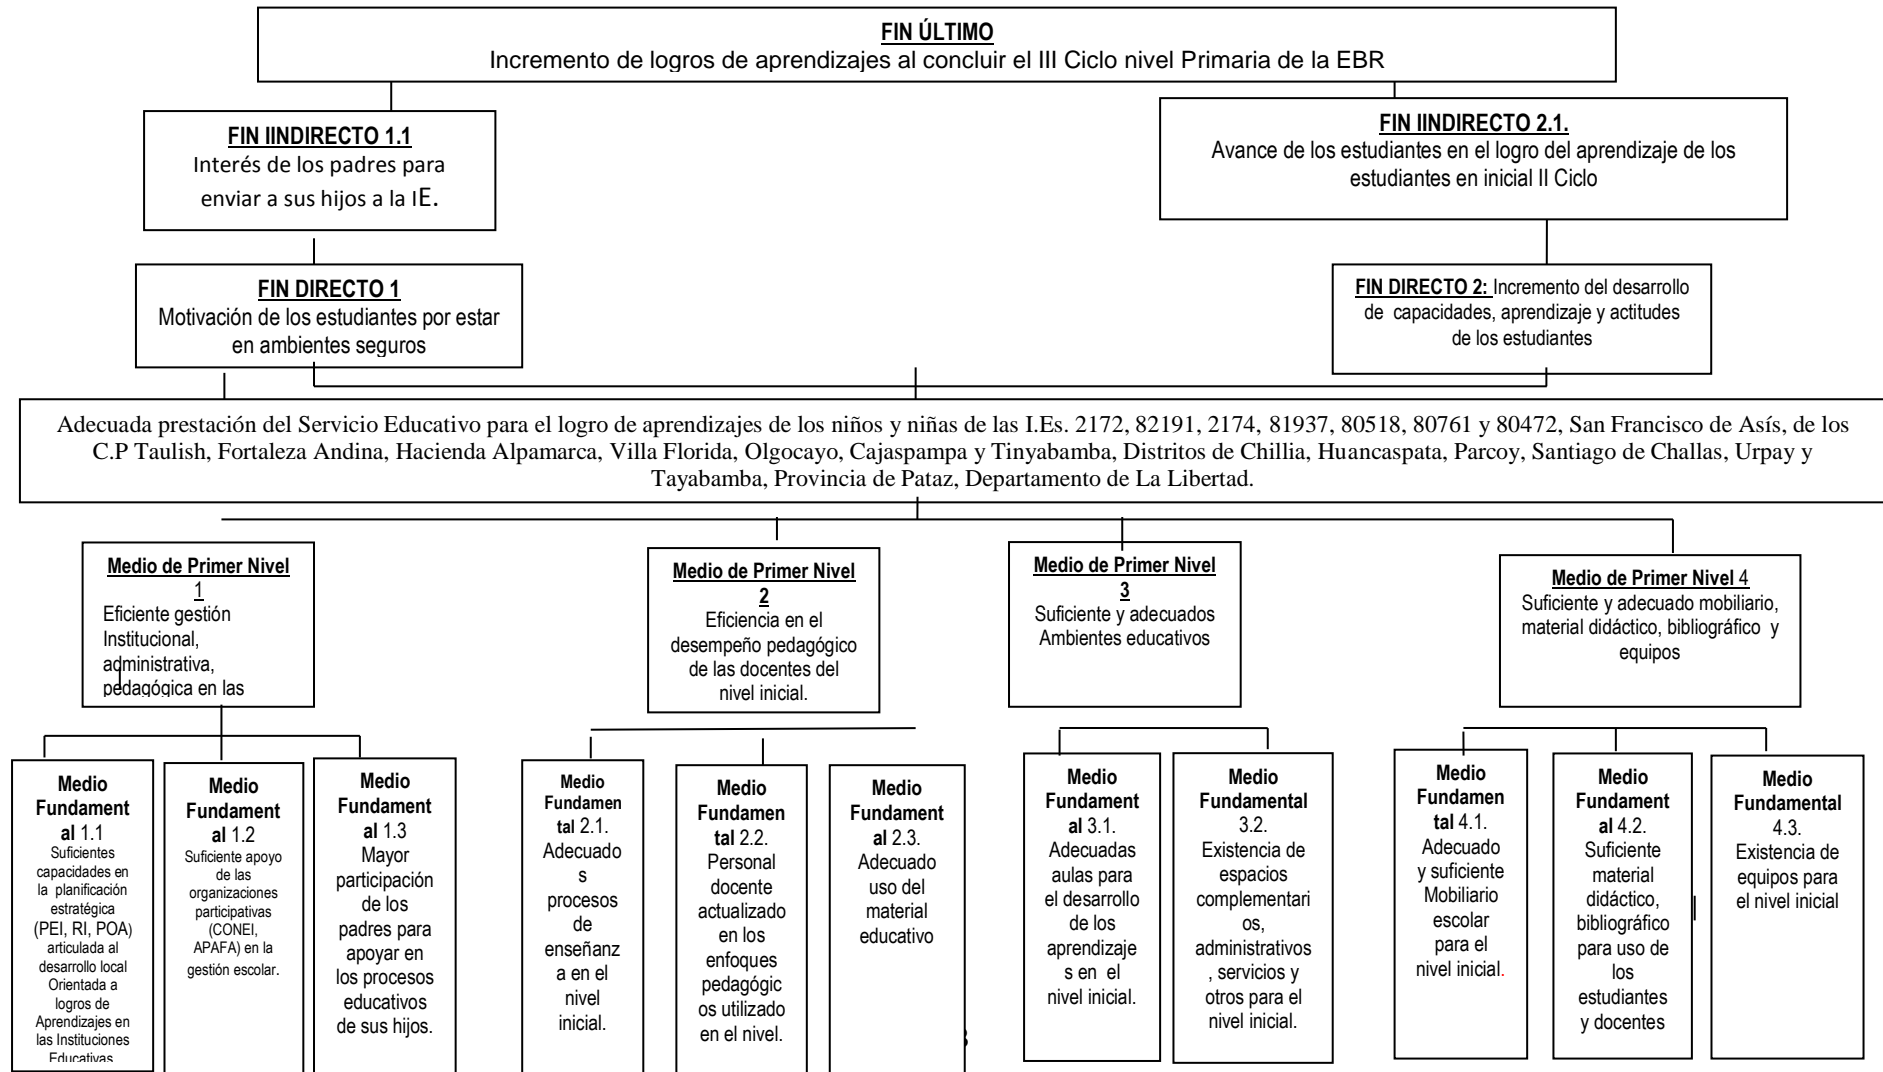 FIN ÚLTIMO
Incremento de logros de aprendizajes al concluir el III Ciclo nivel Primaria de la EBR
FIN IINDIRECTO 1.1
Interés de los padres para
enviar a sus hijos a la IE.
FIN IINDIRECTO 2.1.
Avance de los estudiantes en el logro del aprendizaje de los
estudiantes en inicial II Ciclo
FIN DIRECTO 1
Motivación de los estudiantes por estar
en ambientes seguros
FIN DIRECTO 2: Incremento del desarrollo
de capacidades, aprendizaje y actitudes
de los estudiantes
Adecuada prestación del Servicio Educativo para el logro de aprendizajes de los niños y niñas de las I.Es. 2172, 82191, 2174, 81937, 80518, 80761 y 80472, San Francisco de Asís, de los
C.P Taulish, Fortaleza Andina, Hacienda Alpamarca, Villa Florida, Olgocayo, Cajaspampa y Tinyabamba, Distritos de Chillia, Huancaspata, Parcoy, Santiago de Challas, Urpay y
Tayabamba, Provincia de Pataz, Departamento de La Libertad.
Medio de Primer Nivel
1
Eficiente gestión
Institucional,
administrativa,
pedagógica en las
Medio de Primer Nivel
2
Eficiencia en el
desempeño pedagógico
de las docentes del
nivel inicial.
Medio de Primer Nivel
3
Suficiente y adecuados
Ambientes educativos
Medio de Primer Nivel 4
Suficiente y adecuado mobiliario,
material didáctico, bibliográfico y
equipos
Medio
Fundament
al 1.1
Suficientes
capacidades en
la planificación
estratégica
(PEI, RI, POA)
articulada al
desarrollo local
Orientada a
logros de
Aprendizajes en
las Instituciones
Educativas
Medio
Fundament
al 1.2
Suficiente apoyo
de las
organizaciones
participativas
(CONEI,
APAFA) en la
gestión escolar.
Medio
Fundament
al 1.3
Mayor
participación
de los
padres para
apoyar en
los procesos
educativos
de sus hijos.
Medio
Fundamen
tal 2.1.
Adecuado
s
procesos
de
enseñanz
a en el
nivel
inicial.
Medio
Fundamen
tal 2.2.
Personal
docente
actualizado
en los
enfoques
pedagógic
os utilizado
en el nivel.
Medio
Fundament
al 2.3.
Adecuado
uso del
material
educativo
Medio
Fundament
al 3.1.
Adecuadas
aulas para
el desarrollo
de los
aprendizaje
s en el
nivel inicial.
Medio
Fundamental
3.2.
Existencia de
espacios
complementari
os,
administrativos
, servicios y
otros para el
nivel inicial.
Medio
Fundamen
tal 4.1.
Adecuado
y suficiente
Mobiliario
escolar
para el
nivel inicial.
Medio
Fundament
al 4.2.
Suficiente
material
didáctico,
bibliográfico
para uso de
los
estudiantes
y docentes
Medio
Fundamental
4.3.
Existencia de
equipos para
el nivel inicial